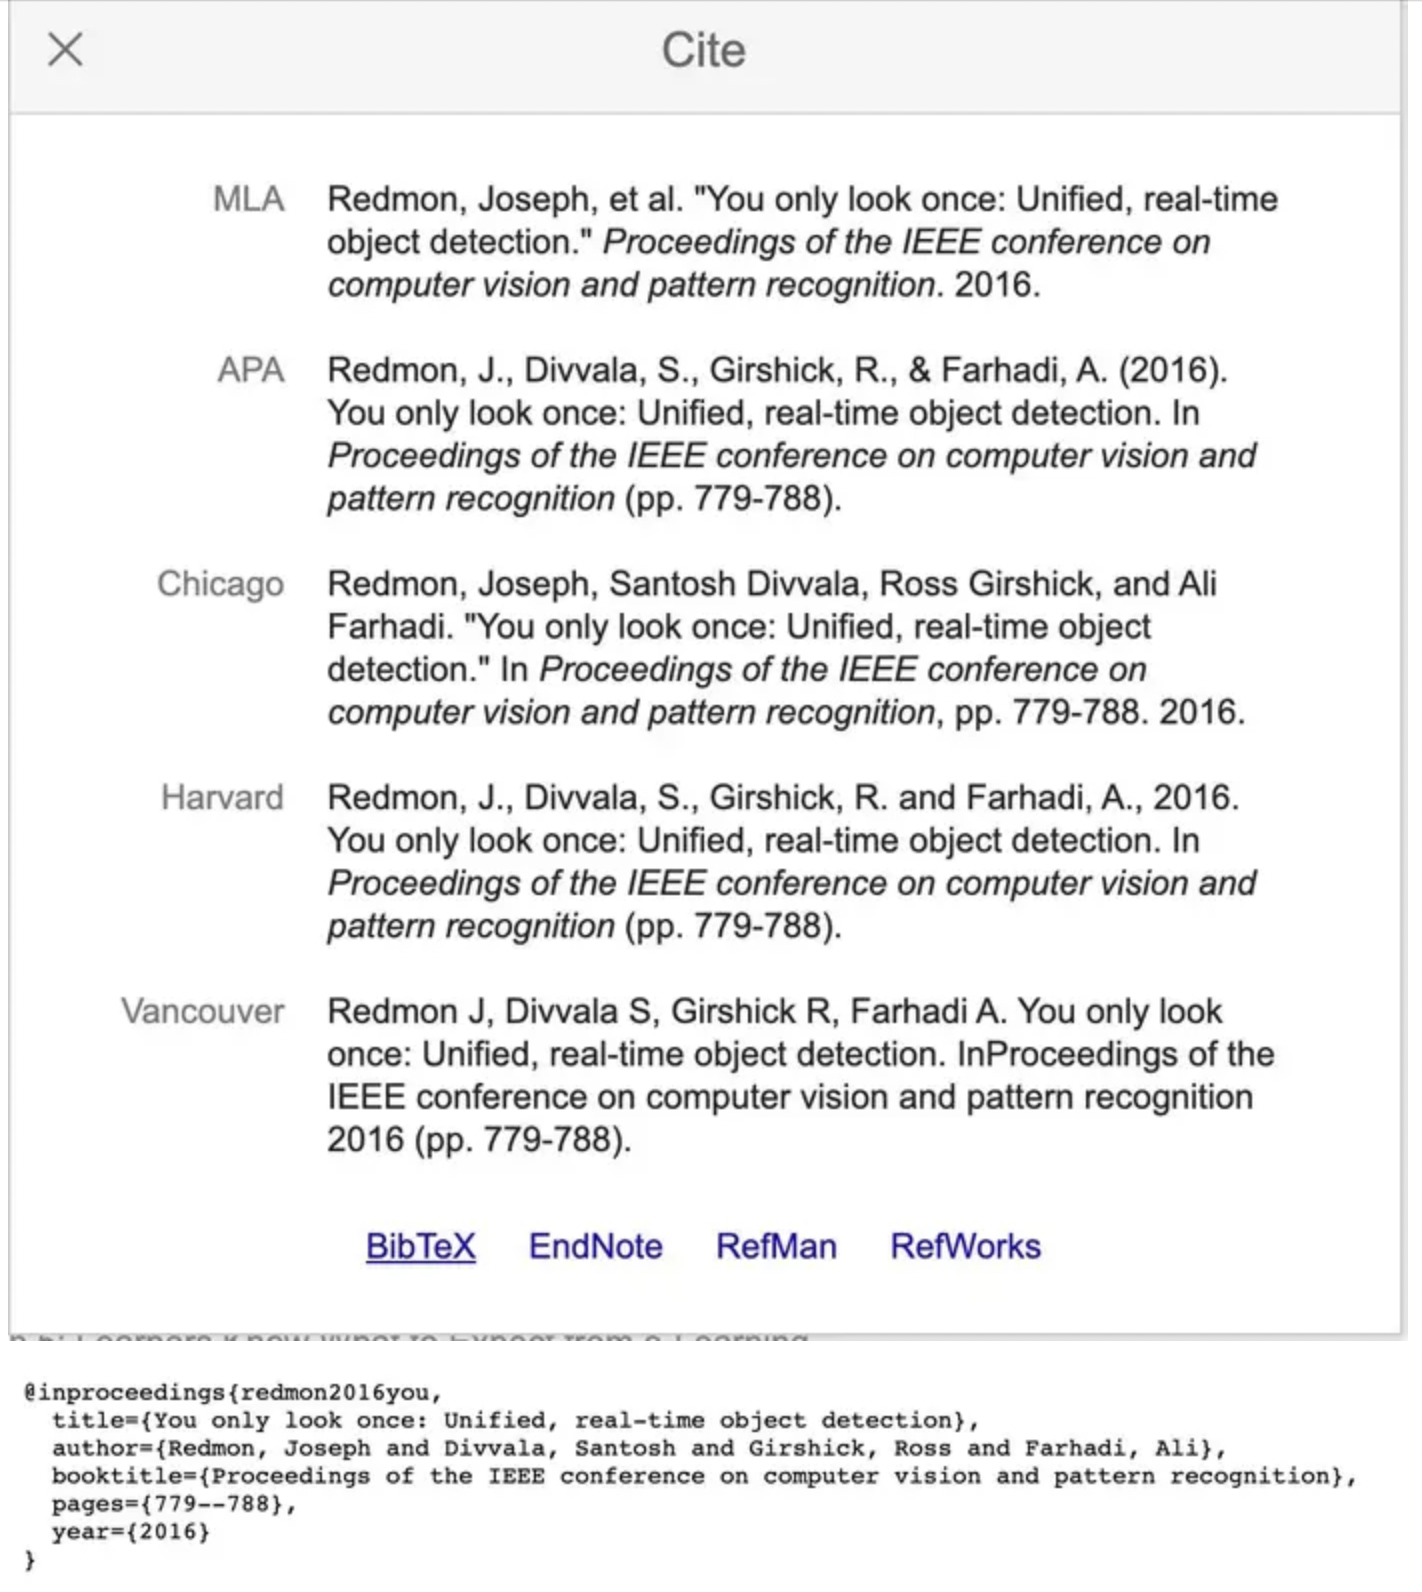 Cite
MLA Redmon, Joseph, et al. "You only look once: Unified, real-time
object detection." Proceedings of the IEEE conference on
computer vision and pattern recognition. 2016.
APA Redmon, J., Divvala, S., Girshick, R., & Farhadi, A. (2016).
You only look once: Unified, real-time object detection. In
Proceedings of the IEEE conference on computer vision and
pattern recognition (pp. 779-788).
Chicago Redmon, Joseph, Santosh Divvala, Ross Girshick, and Ali
Farhadi. "You only look once: Unified, real-time object
detection." In Proceedings of the IEEE conference on
computer vision and pattern recognition, pp. 779-788. 2016.
Harvard Redmon, J., Divvala, S., Girshick, R. and Farhadi, A., 2016.
You only look once: Unified, real-time object detection. In
Proceedings of the IEEE conference on computer vision and
pattern recognition (pp. 779-788).
Vancouver Redmon J, Divvala S, Girshick R, Farhadi A. You only look
once: Unified, real-time object detection. InProceedings of the
IEEE conference on computer vision and pattern recognition
2016 (pp. 779-788).
BibTeX EndNote RefMan RefWorks
Learners Know What to Expect from e-Learning
@inproceedings{redmon2016you,
title={You only look once: Unified, real-time object detection},
author={Redmon, Joseph and Divvala, Santosh and Girshick, Ross and Farhadi, Ali},
booktitle={Proceedings of the IEEE conference on computer vision and pattern recognition},
pages={779--788},
year={2016}
}